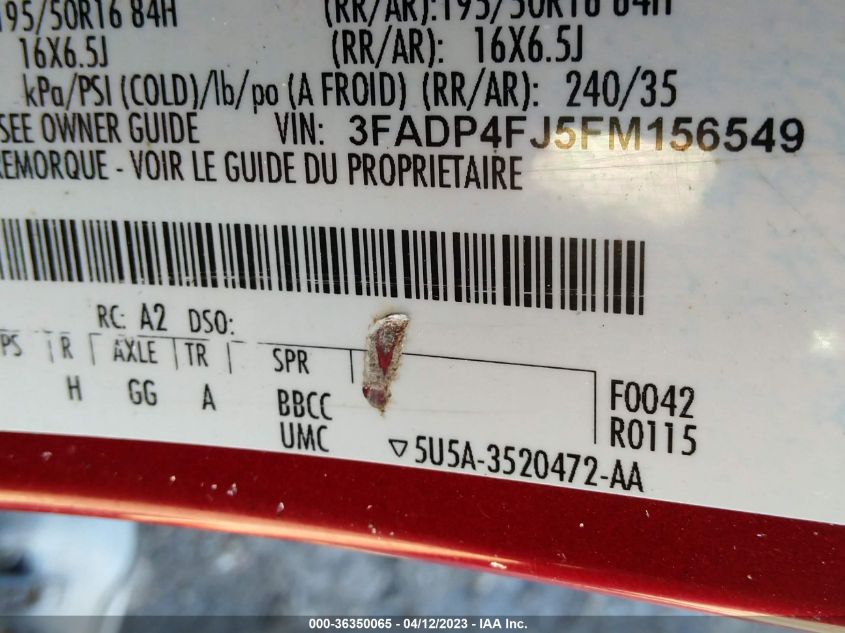 195/50R16 84H (RR/AR):195/50R16 84H
16X6.5J (RR/AR): 16X6.5J
kPa/PSI (COLD)/lb/po (A FROID) (RR/AR): 240/35
SEE OWNER GUIDE VIN: 3FADP4FJ5FM156549
REMORQUE - VOIR LE GUIDE DU PROPRIETAIRE
RC: A2 DSO:
PS R AXLE TR SPR
H GG A BBCC F0042
UMC R0115
▽5U5A-3520472-AA
000-36350065 - 04/12/2023 - IAA Inc.